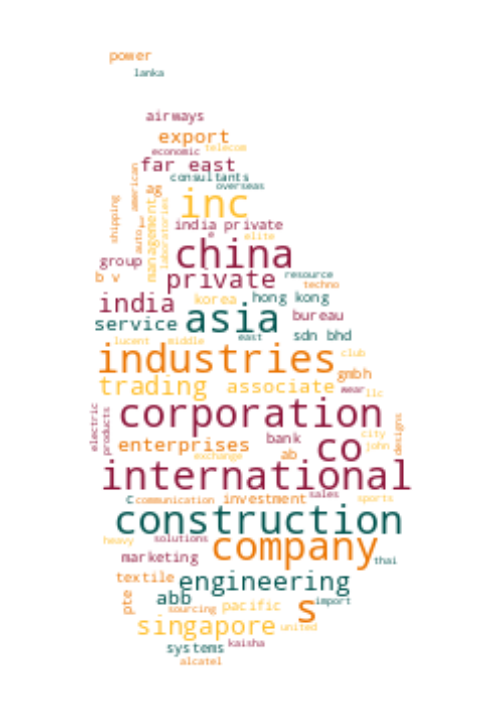 power
lanka
airways
export
economic telecom
far east
consultants
american
overseas
inc
shipping
management
laboratories
india private
auto
e elite
china
group
b v
private
resource
techno
india
korea
hong kong
service
asia
bureau
sdn bhd
lucent middle
east
industries
club
gmbh
trading
associate
wear
llc
corporation
electric
products
designs
city
john
enterprises
bank
co
ab
exchange
international
c
communication
investment
sales
sports
construction
heavy
solutions
company
marketing
thai
textile
engineering
pte
abb
import
sourcing
pacific
s
singapore
united
systems
kaisha
alcatel